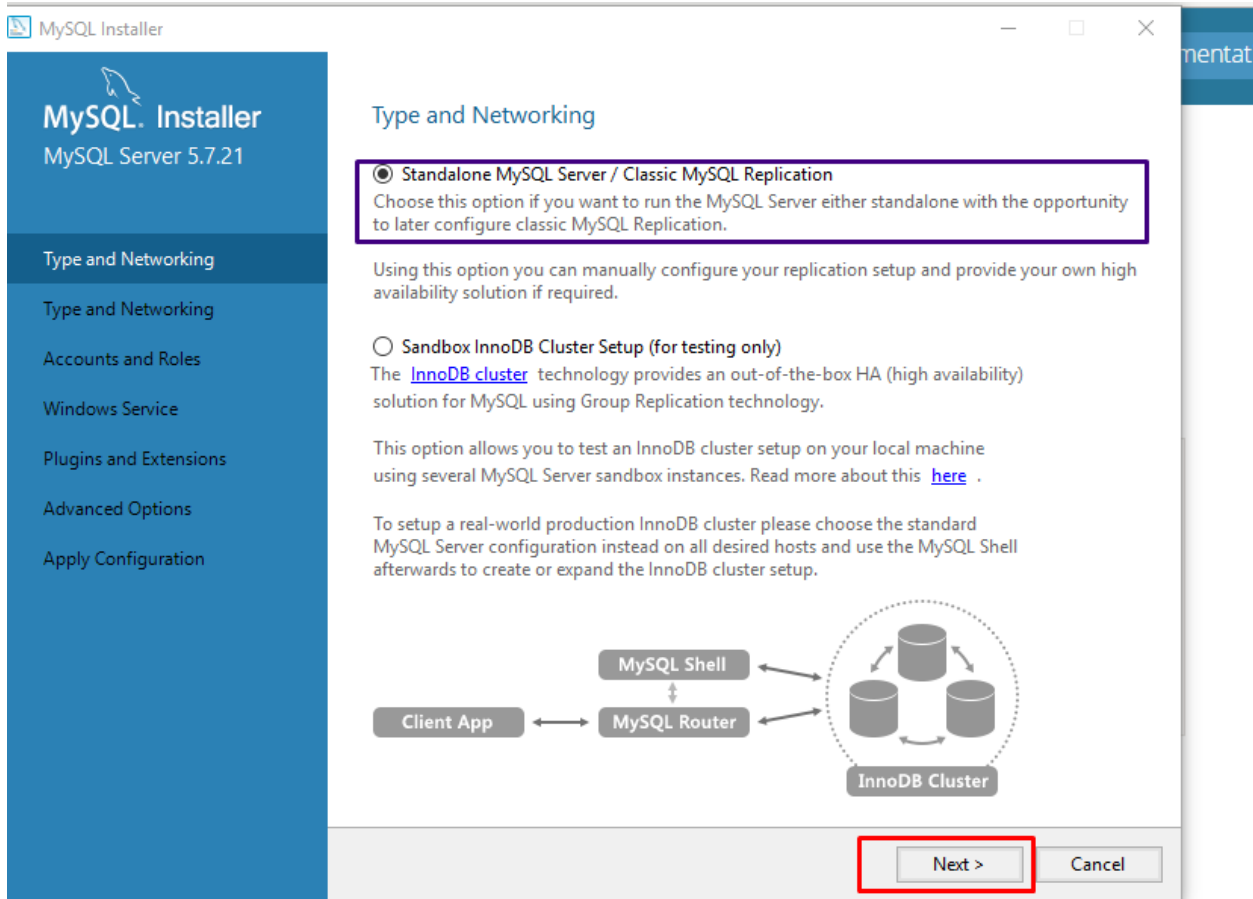 MySQL Installer
mentat
MySQL. Installer
MySQL Server 5.7.21
Type and Networking
Type and Networking
Accounts and Roles
Windows Service
Plugins and Extensions
Advanced Options
Apply Configuration
Type and Networking
Standalone MySQL Server / Classic MySQL Replication
Choose this option if you want to run the MySQL Server either standalone with the opportunity
to later configure classic MySQL Replication.
Using this option you can manually configure your replication setup and provide your own high
availability solution if required.
Sandbox InnoDB Cluster Setup (for testing only)
The InnoDB cluster technology provides an out-of-the-box HA (high availability)
solution for MySQL using Group Replication technology.
This option allows you to test an InnoDB cluster setup on your local machine
using several MySQL Server sandbox instances. Read more about this here .
To setup a real-world production InnoDB cluster please choose the standard
MySQL Server configuration instead on all desired hosts and use the MySQL Shell
afterwards to create or expand the InnoDB cluster setup.
MySQL Shell
Client App
MySQL Router
InnoDB Cluster
Next >
Cancel